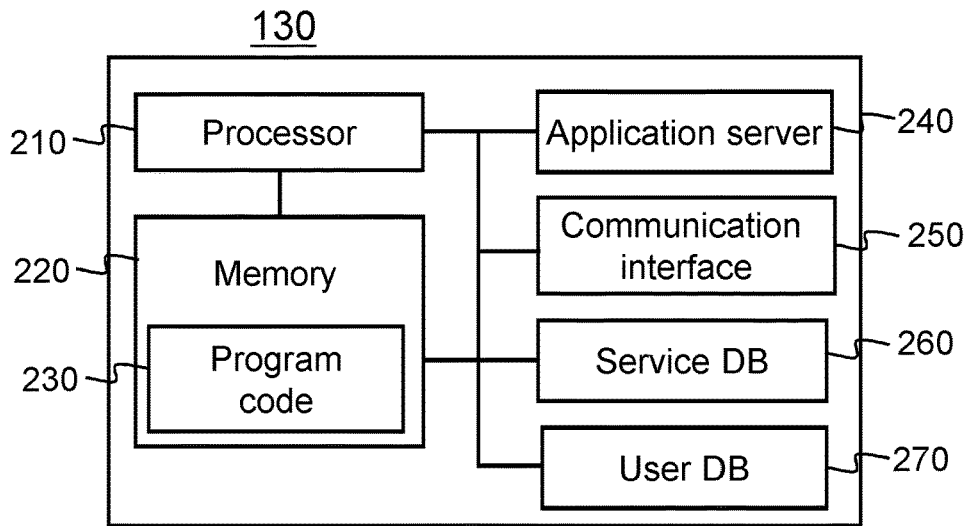 130
210
Processor
Application server
240
220
Memory
Communication
interface
250
230
Program
code
Service DB
260
User DB
270